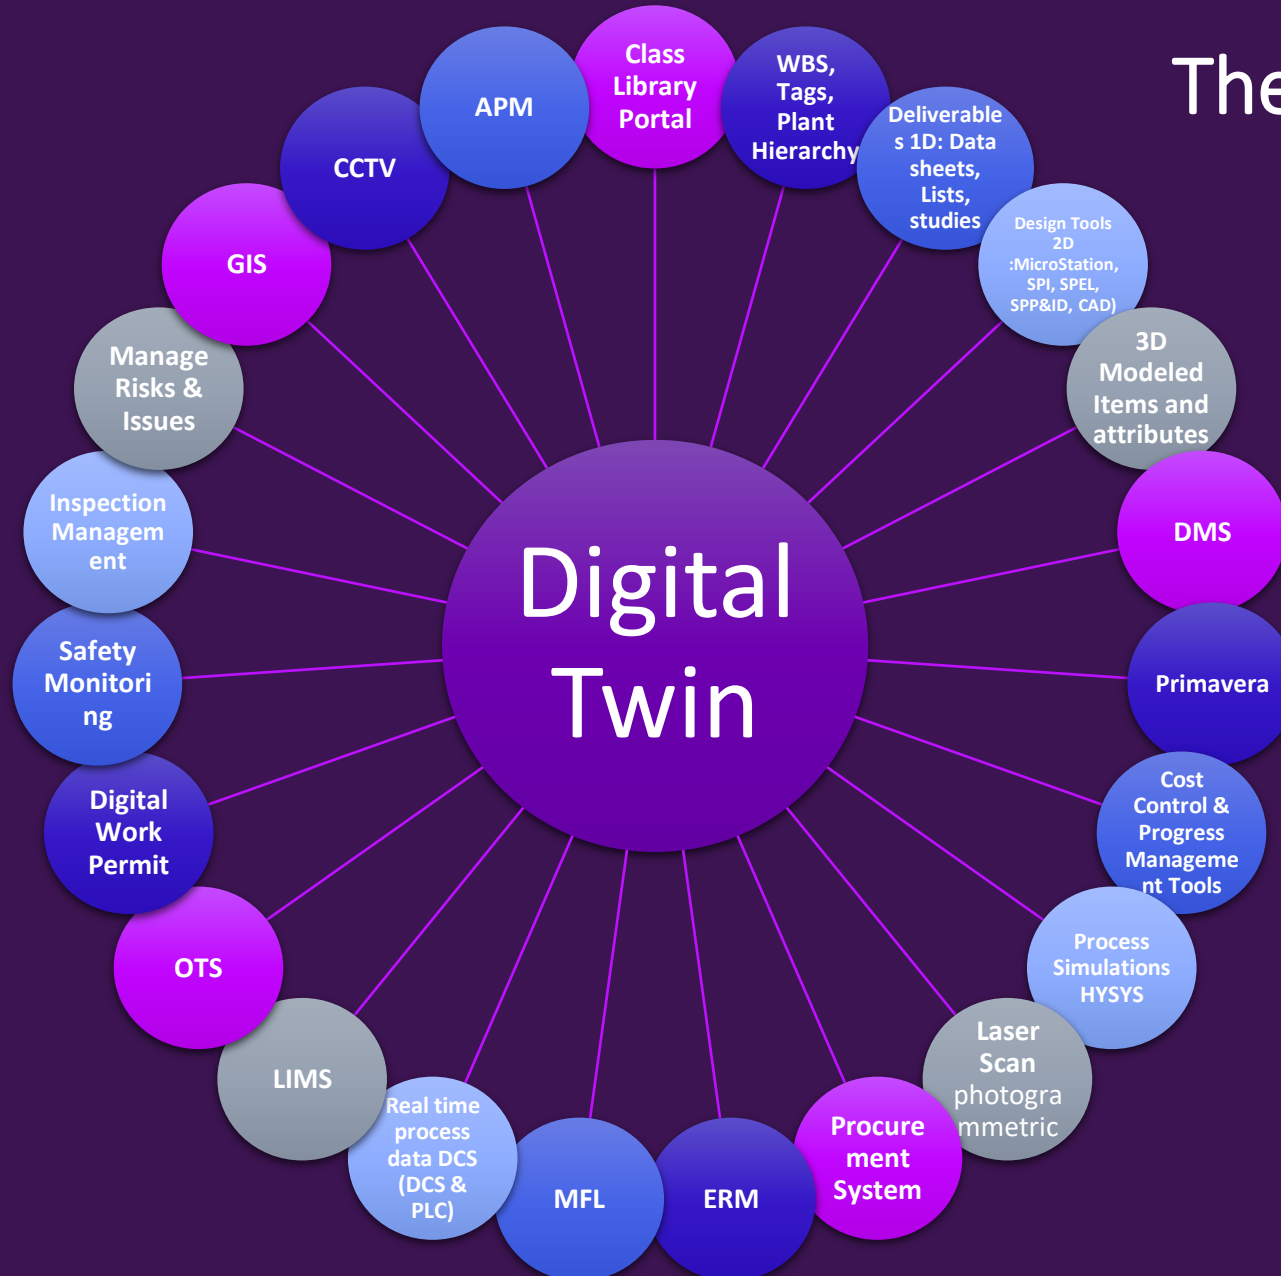 The
Class
Library
Portal
WBS,
Tags,
Plant
Hierarchy
Deliverable
s 1D: Data
sheets,
Lists,
studies
Design Tools
2D
:MicroStation,
SPI, SPEL,
SPP&ID, CAD)
3D
Modeled
Items and
attributes
DMS
Primavera
Cost
Control &
Progress
Manageme
nt Tools
Process
Simulations
HYSYS
Laser
Scan
photogra
mmetric
Procure
ment
System
ERM
MFL
Real time
process
data DCS
(DCS &
PLC)
LIMS
OTS
Digital
Work
Permit
Safety
Monitori
ng
Inspection
Managem
ent
Manage
Risks &
Issues
GIS
CCTV
APM
Digital
Twin